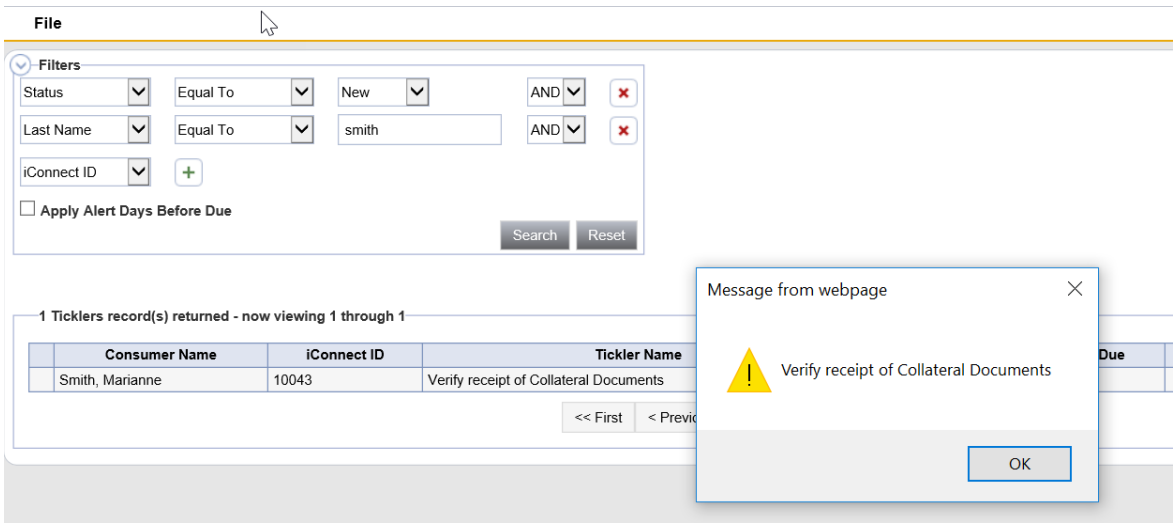 File
Filters
Status Equal To New AND
Last Name Equal To smith AND
iConnect ID
Apply Alert Days Before Due
Search Reset
Message from webpage
Verify receipt of Collateral Documents
OK
1 Ticklers record(s) returned - now viewing 1 through 1
Consumer Name iConnect ID Tickler Name Due
Smith, Marianne 10043 Verify receipt of Collateral Documents
<< First < Previo